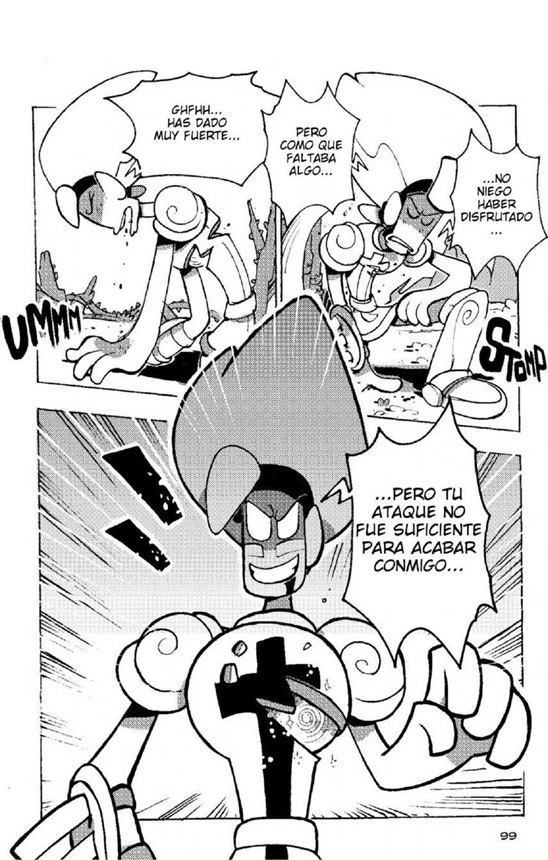 GHFHH...
HAS DADO
MUY FUERTE...
PERO
COMO QUE
FALTABA
ALGO...
...NO
NIEGO
HABER
DISFRUTADO
...
UMMM
STOMP
...PERO TU
ATAQUE NO
FUE SUFICIENTE
PARA ACABAR
CONMIGO...
99